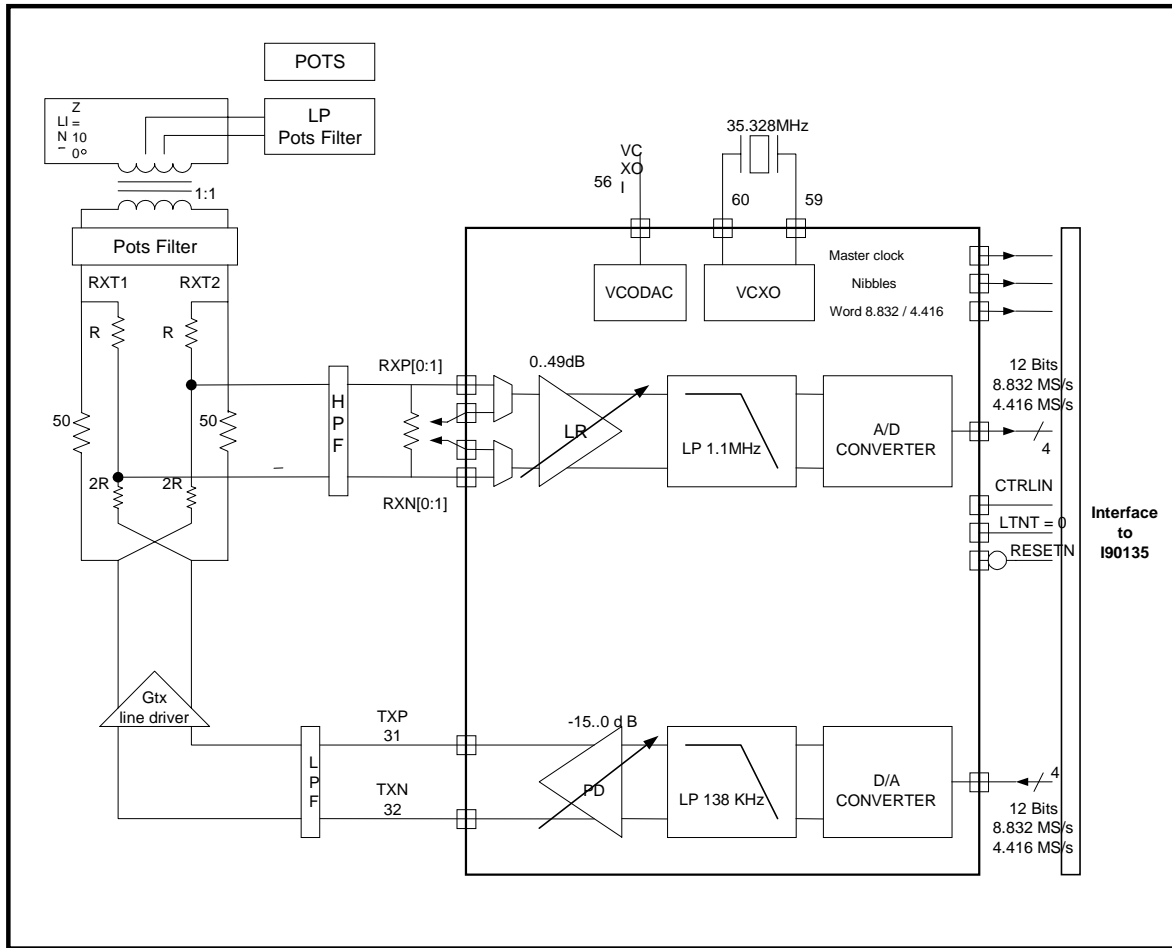 POTS
Z
LI =
N 10
0°
LP
Pots Filter
1:1
Pots Filter
RXT1
RXT2
R
R
50
50
2R
2R
HPF
RXP[0:1]
RXN[0:1]
VC
XO
I
56
35.328MHz
60
59
VCODAC
VCXO
Master clock
Nibbles
Word 8.832 / 4.416
0..49dB
LR
LP 1.1MHz
A/D
CONVERTER
12 Bits
8.832 MS/s
4.416 MS/s
4
CTRLIN
LTNT = 0
RESETN
Interface
to
I90135
Gtx
line driver
LPF
TXP
31
TXN
32
-15..0 d B
PD
LP 138 KHz
D/A
CONVERTER
4
12 Bits
8.832 MS/s
4.416 MS/s